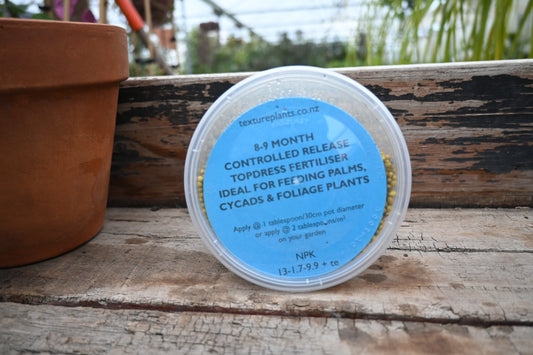 textureplants.co.nz
8-9 MONTH
CONTROLLED RELEASE
TOPDRESS FERTILISER
IDEAL FOR FEEDING PALMS,
CYCADS & FOLIAGE PLANTS
Apply @ 1 tablespoon/30cm pot diameter
or apply @ 2 tablespoons/m²
on your garden
NPK
13-1.7-9.9 + te